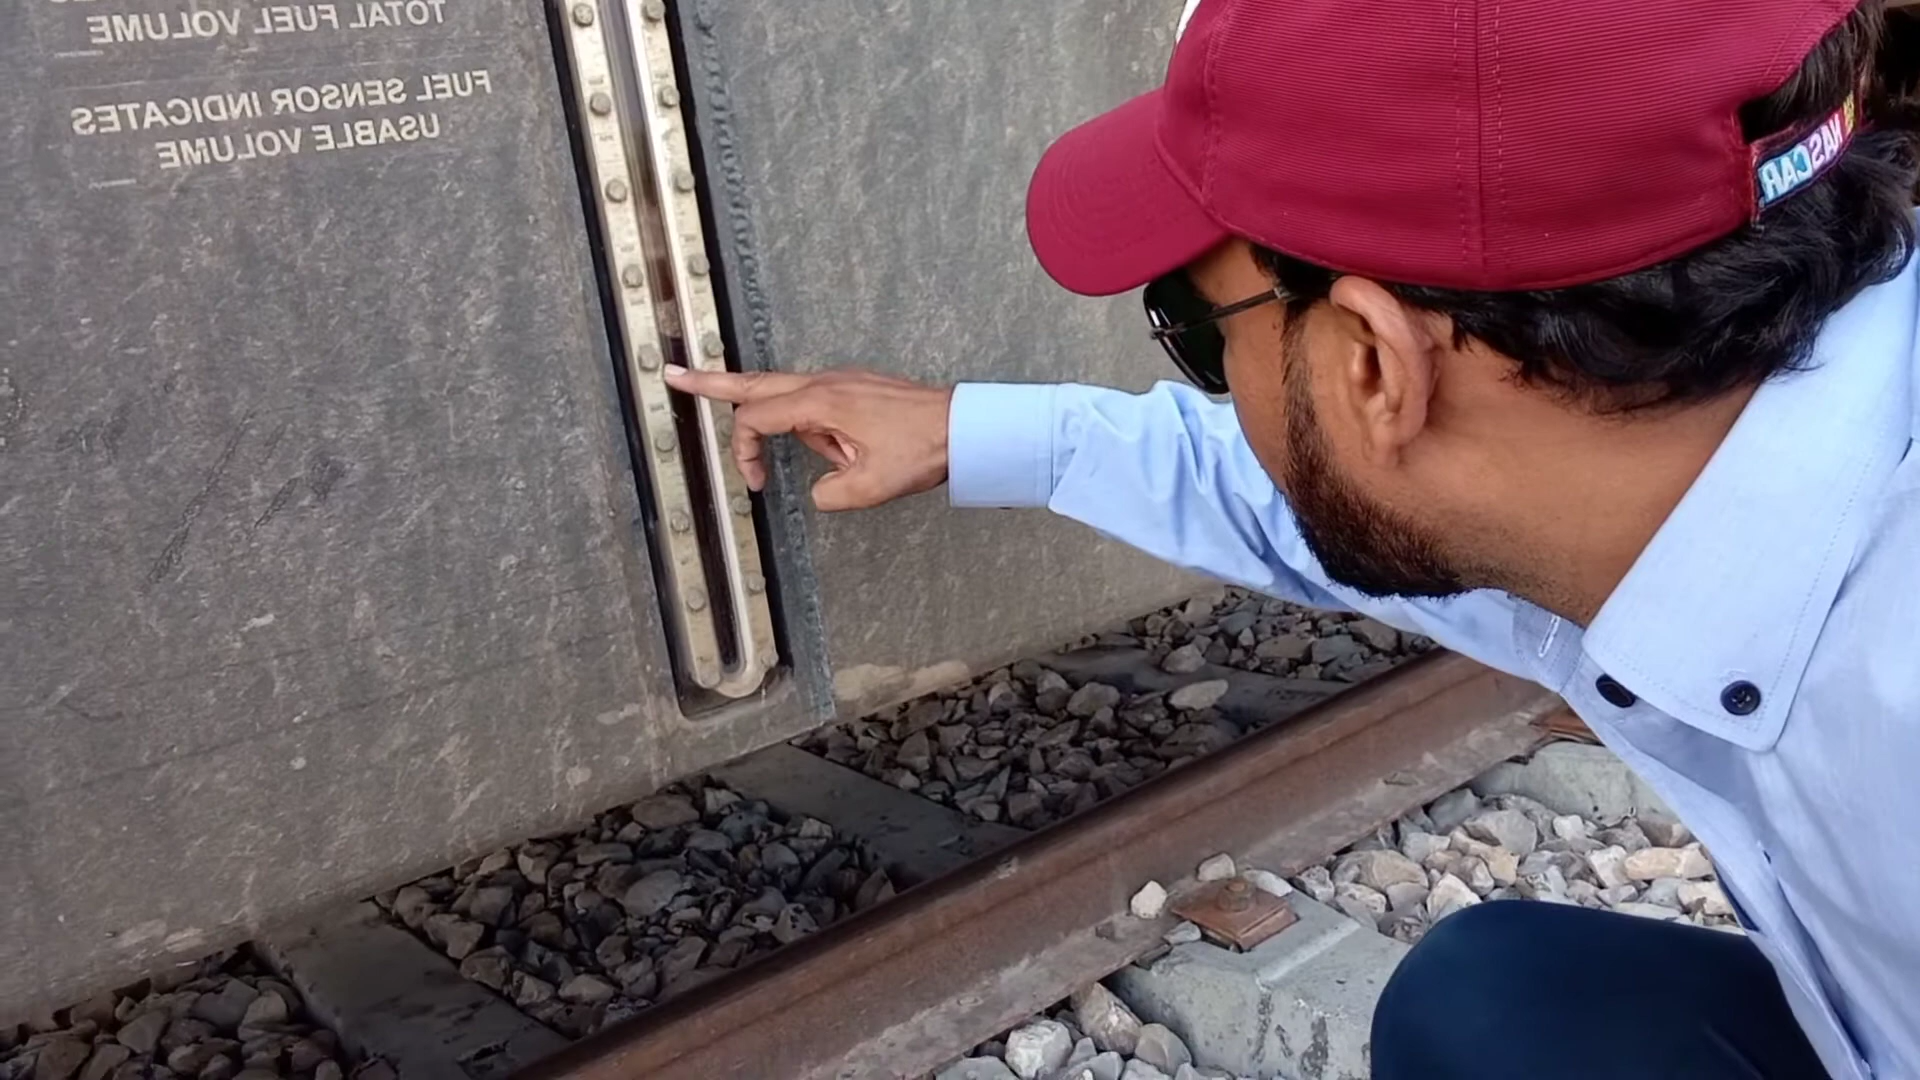 TOTAL FUEL VOLUME
FUEL SENSOR INDICATES
USABLE VOLUME
NASCAR